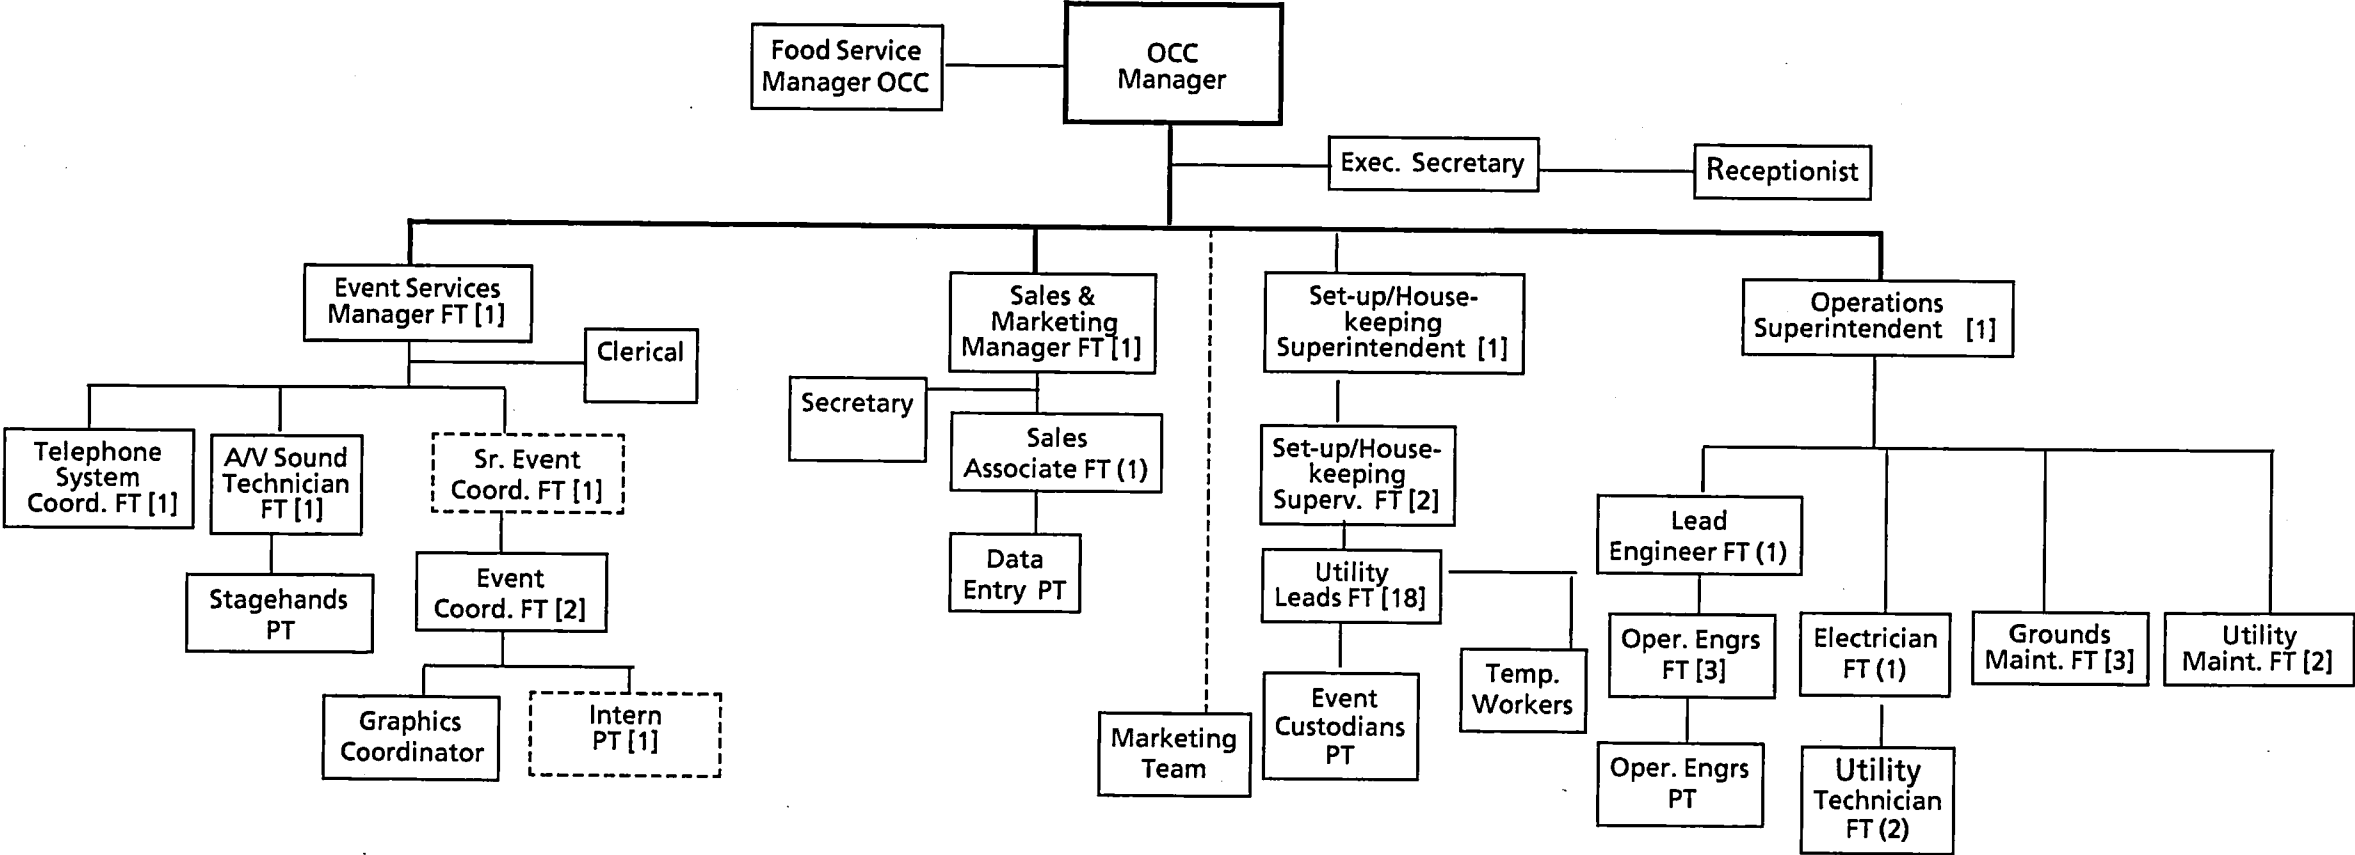 Food Service
Manager OCC
OCC
Manager
Exec. Secretary
Receptionist
Event Services
Manager FT [1]
Clerical
Sales &
Marketing
Manager FT [1]
Set-up/House-
keeping
Superintendent [1]
Operations
Superintendent [1]
Secretary
Telephone
System
Coord. FT [1]
A/V Sound
Technician
FT [1]
Sr. Event
Coord. FT [1]
Sales
Associate FT (1)
Set-up/House-
keeping
Superv. FT [2]
Lead
Engineer FT (1)
Stagehands
PT
Event
Coord. FT [2]
Data
Entry PT
Utility
Leads FT [18]
Temp.
Workers
Oper. Engrs
FT [3]
Electrician
FT (1)
Grounds
Maint. FT [3]
Utility
Maint. FT [2]
Graphics
Coordinator
Intern
PT [1]
Marketing
Team
Event
Custodians
PT
Oper. Engrs
PT
Utility
Technician
FT (2)